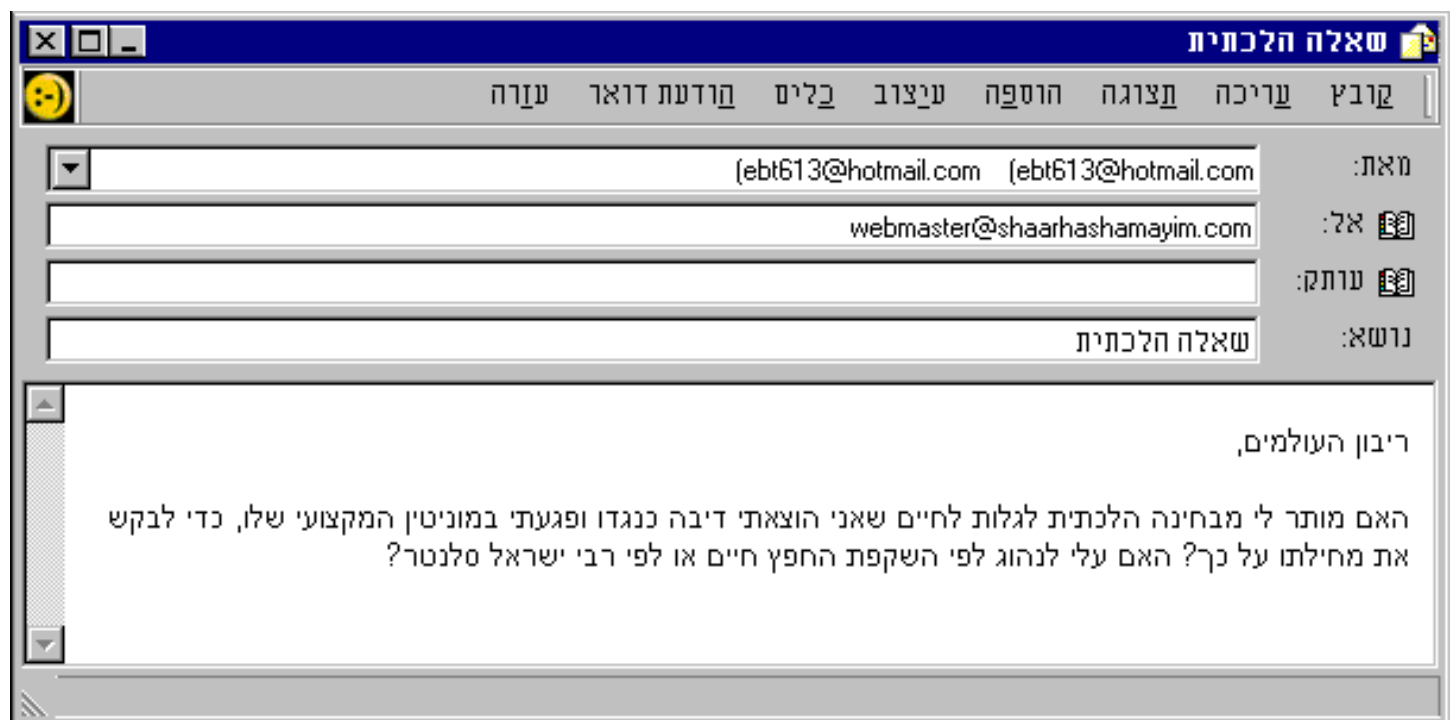 שאלה הלכתית
קובץ עריכה תצוגה הוספה עיצוב כלים הודעת דואר עזרה
מאת: (ebt613@hotmail.com (ebt613@hotmail.com
אל: webmaster@shaarhashamayim.com
עותק:
נושא: שאלה הלכתית
ריבון העולמים,
האם מותר לי מבחינה הלכתית לגלות לחיים שאני הוצאתי דיבה כנגדו ופגעתי במוניטין המקצועי שלו, כדי לבקש
את מחילתו על כך? האם עלי לנהוג לפי השקפת החפץ חיים או לפי רבי ישראל סלנטר?